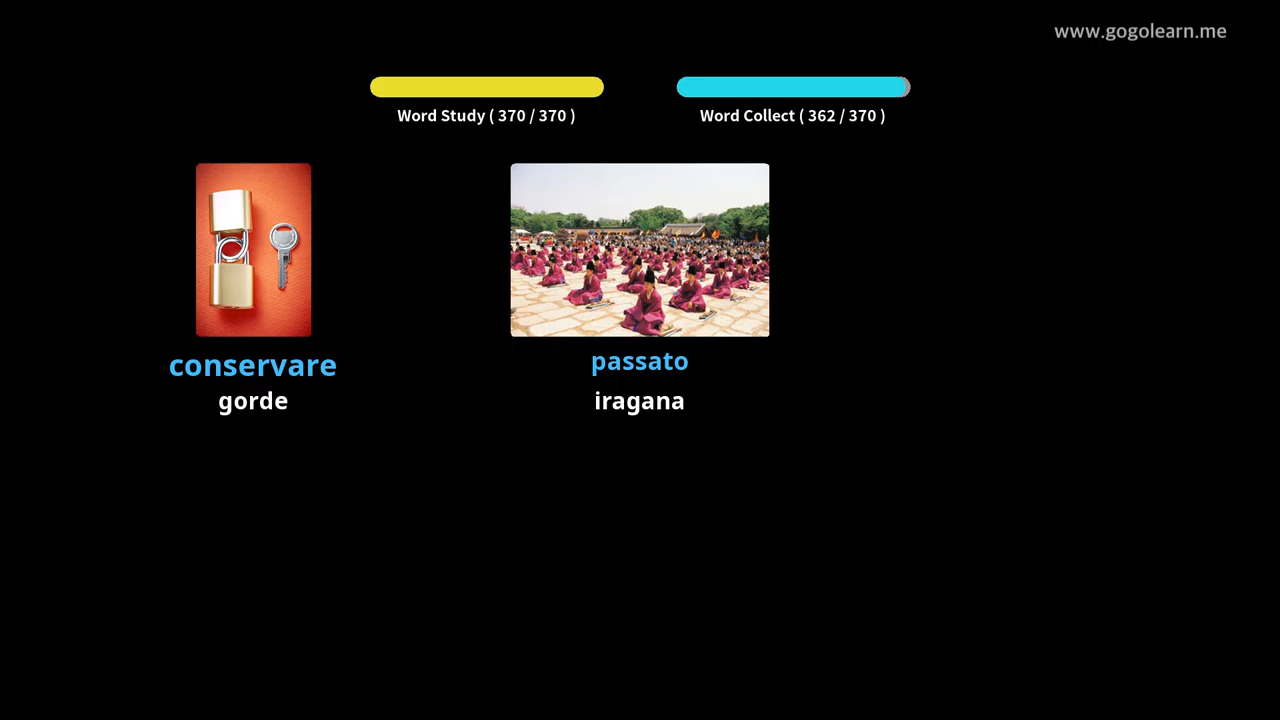 www.gogolearn.me
Word Study ( 370 / 370 )
Word Collect ( 362 / 370 )
conservare
gorde
passato
iragana